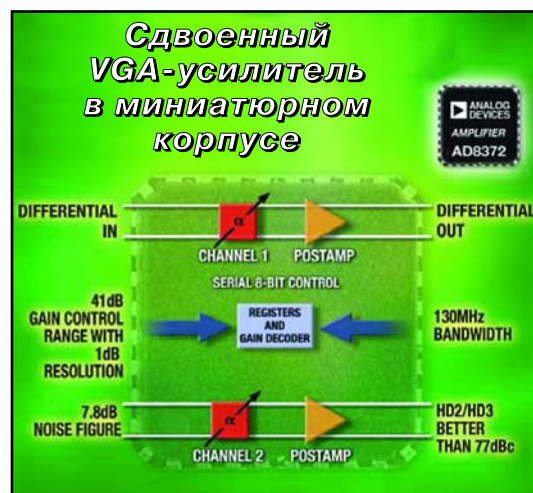 Сдвоенный
VGA-усилитель
в миниатюрном
корпусе
ANALOG
DEVICES
AMPLIFIER
AD8372
DIFFERENTIAL
IN
α
CHANNEL 1 POSTAMP
DIFFERENTIAL
OUT
SERIAL 8-BIT CONTROL
41dB
GAIN CONTROL
RANGE WITH
1dB
RESOLUTION
REGISTERS
AND
GAIN DECODER
130MHz
BANDWIDTH
7.8dB
NOISE FIGURE
α
CHANNEL 2 POSTAMP
HD2/HD3
BETTER
THAN 77dBc